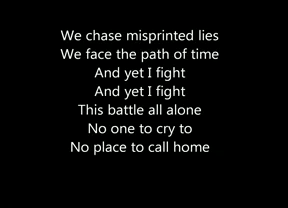 We chase misprinted lies
We face the path of time
And yet I fight
And yet I fight
This battle all alone
No one to cry to
No place to call home